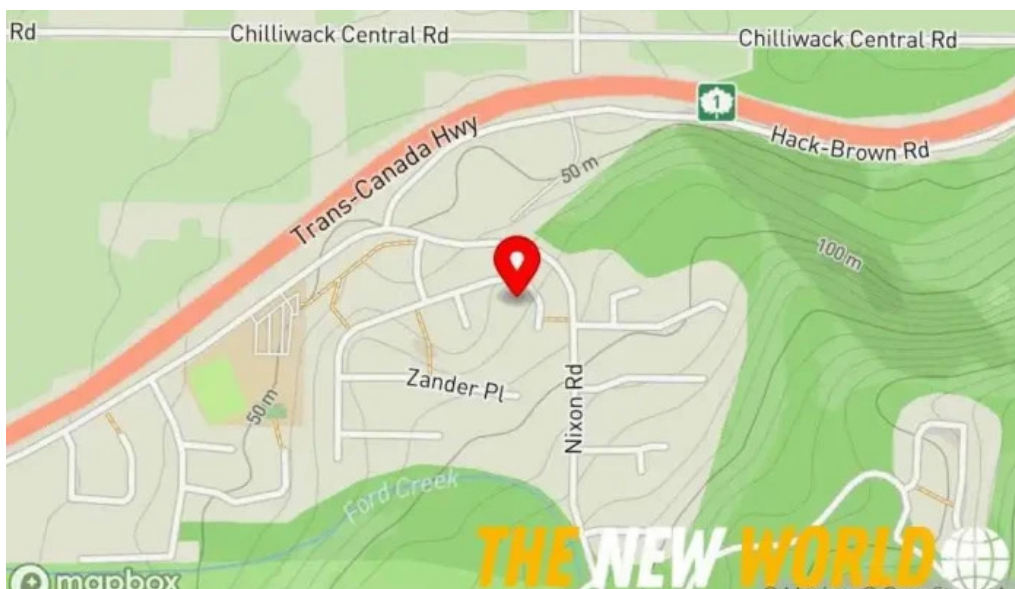 Rd
Chilliwack Central Rd
Chilliwack Central Rd
1
Trans-Canada Hwy
Hack-Brown Rd
50 m
100 m
Zander Pl
50 m
Nixon Rd
Ford Creek
THE NEW WORLD
mapbox